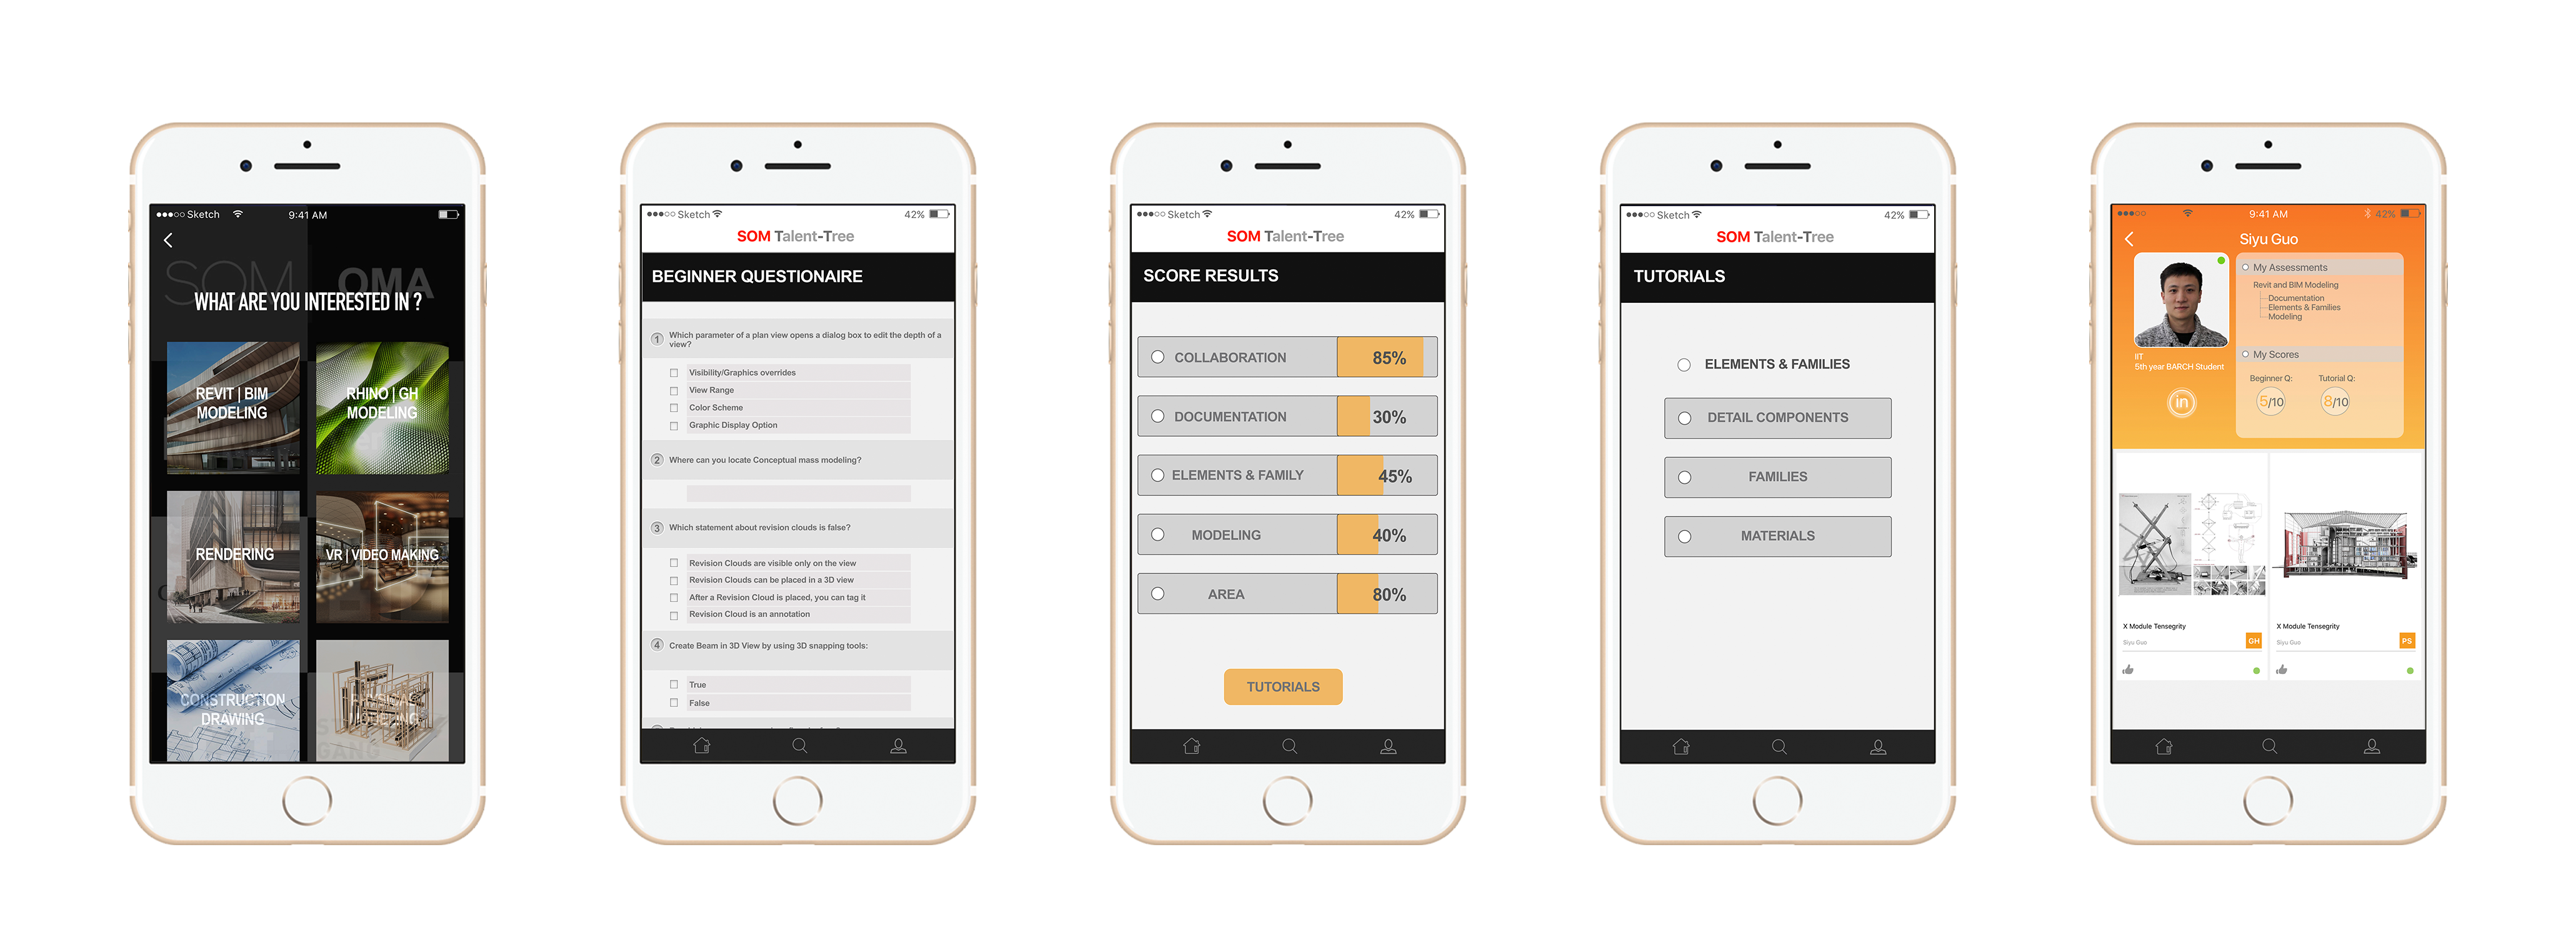 Sketch
9:41 AM
SOM
OMA
WHAT ARE YOU INTERESTED IN ?
REVIT | BIM
MODELING
RHINO | GH
MODELING
RENDERING
VR | VIDEO MAKING
CONSTRUCTION
DRAWING
PHYSICAL
MODELING
GANG
Sketch
42%
SOM Talent-Tree
BEGINNER QUESTIONAIRE
1 Which parameter of a plan view opens a dialog box to edit the depth of a
view?
Visibility/Graphics overrides
View Range
Color Scheme
Graphic Display Option
2 Where can you locate Conceptual mass modeling?
3 Which statement about revision clouds is false?
Revision Clouds are visible only on the view
Revision Clouds can be placed in a 3D view
After a Revision Cloud is placed, you can tag it
Revision Cloud is an annotation
4 Create Beam in 3D View by using 3D snapping tools:
True
False
Sketch
42%
SOM Talent-Tree
SCORE RESULTS
COLLABORATION 85%
DOCUMENTATION 30%
ELEMENTS & FAMILY 45%
MODELING 40%
AREA 80%
TUTORIALS
Sketch
42%
SOM Talent-Tree
TUTORIALS
ELEMENTS & FAMILIES
DETAIL COMPONENTS
FAMILIES
MATERIALS
9:41 AM
42%
Siyu Guo
My Assessments
Revit and BIM Modeling
Documentation
Elements & Families
Modeling
IIT
5th year BARCH Student
in
My Scores
Beginner Q: Tutorial Q:
5/10 8/10
X Module Tensegrity
Siyu Guo
GH
X Module Tensegrity
Siyu Guo
PS